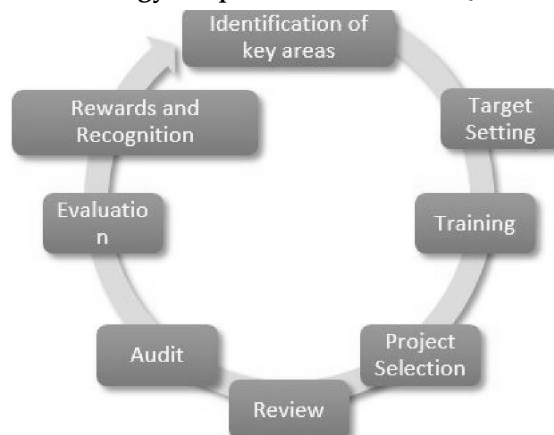 Identification of
key areas
Target
Setting
Training
Project
Selection
Review
Audit
Evaluatio
n
Rewards and
Recognition